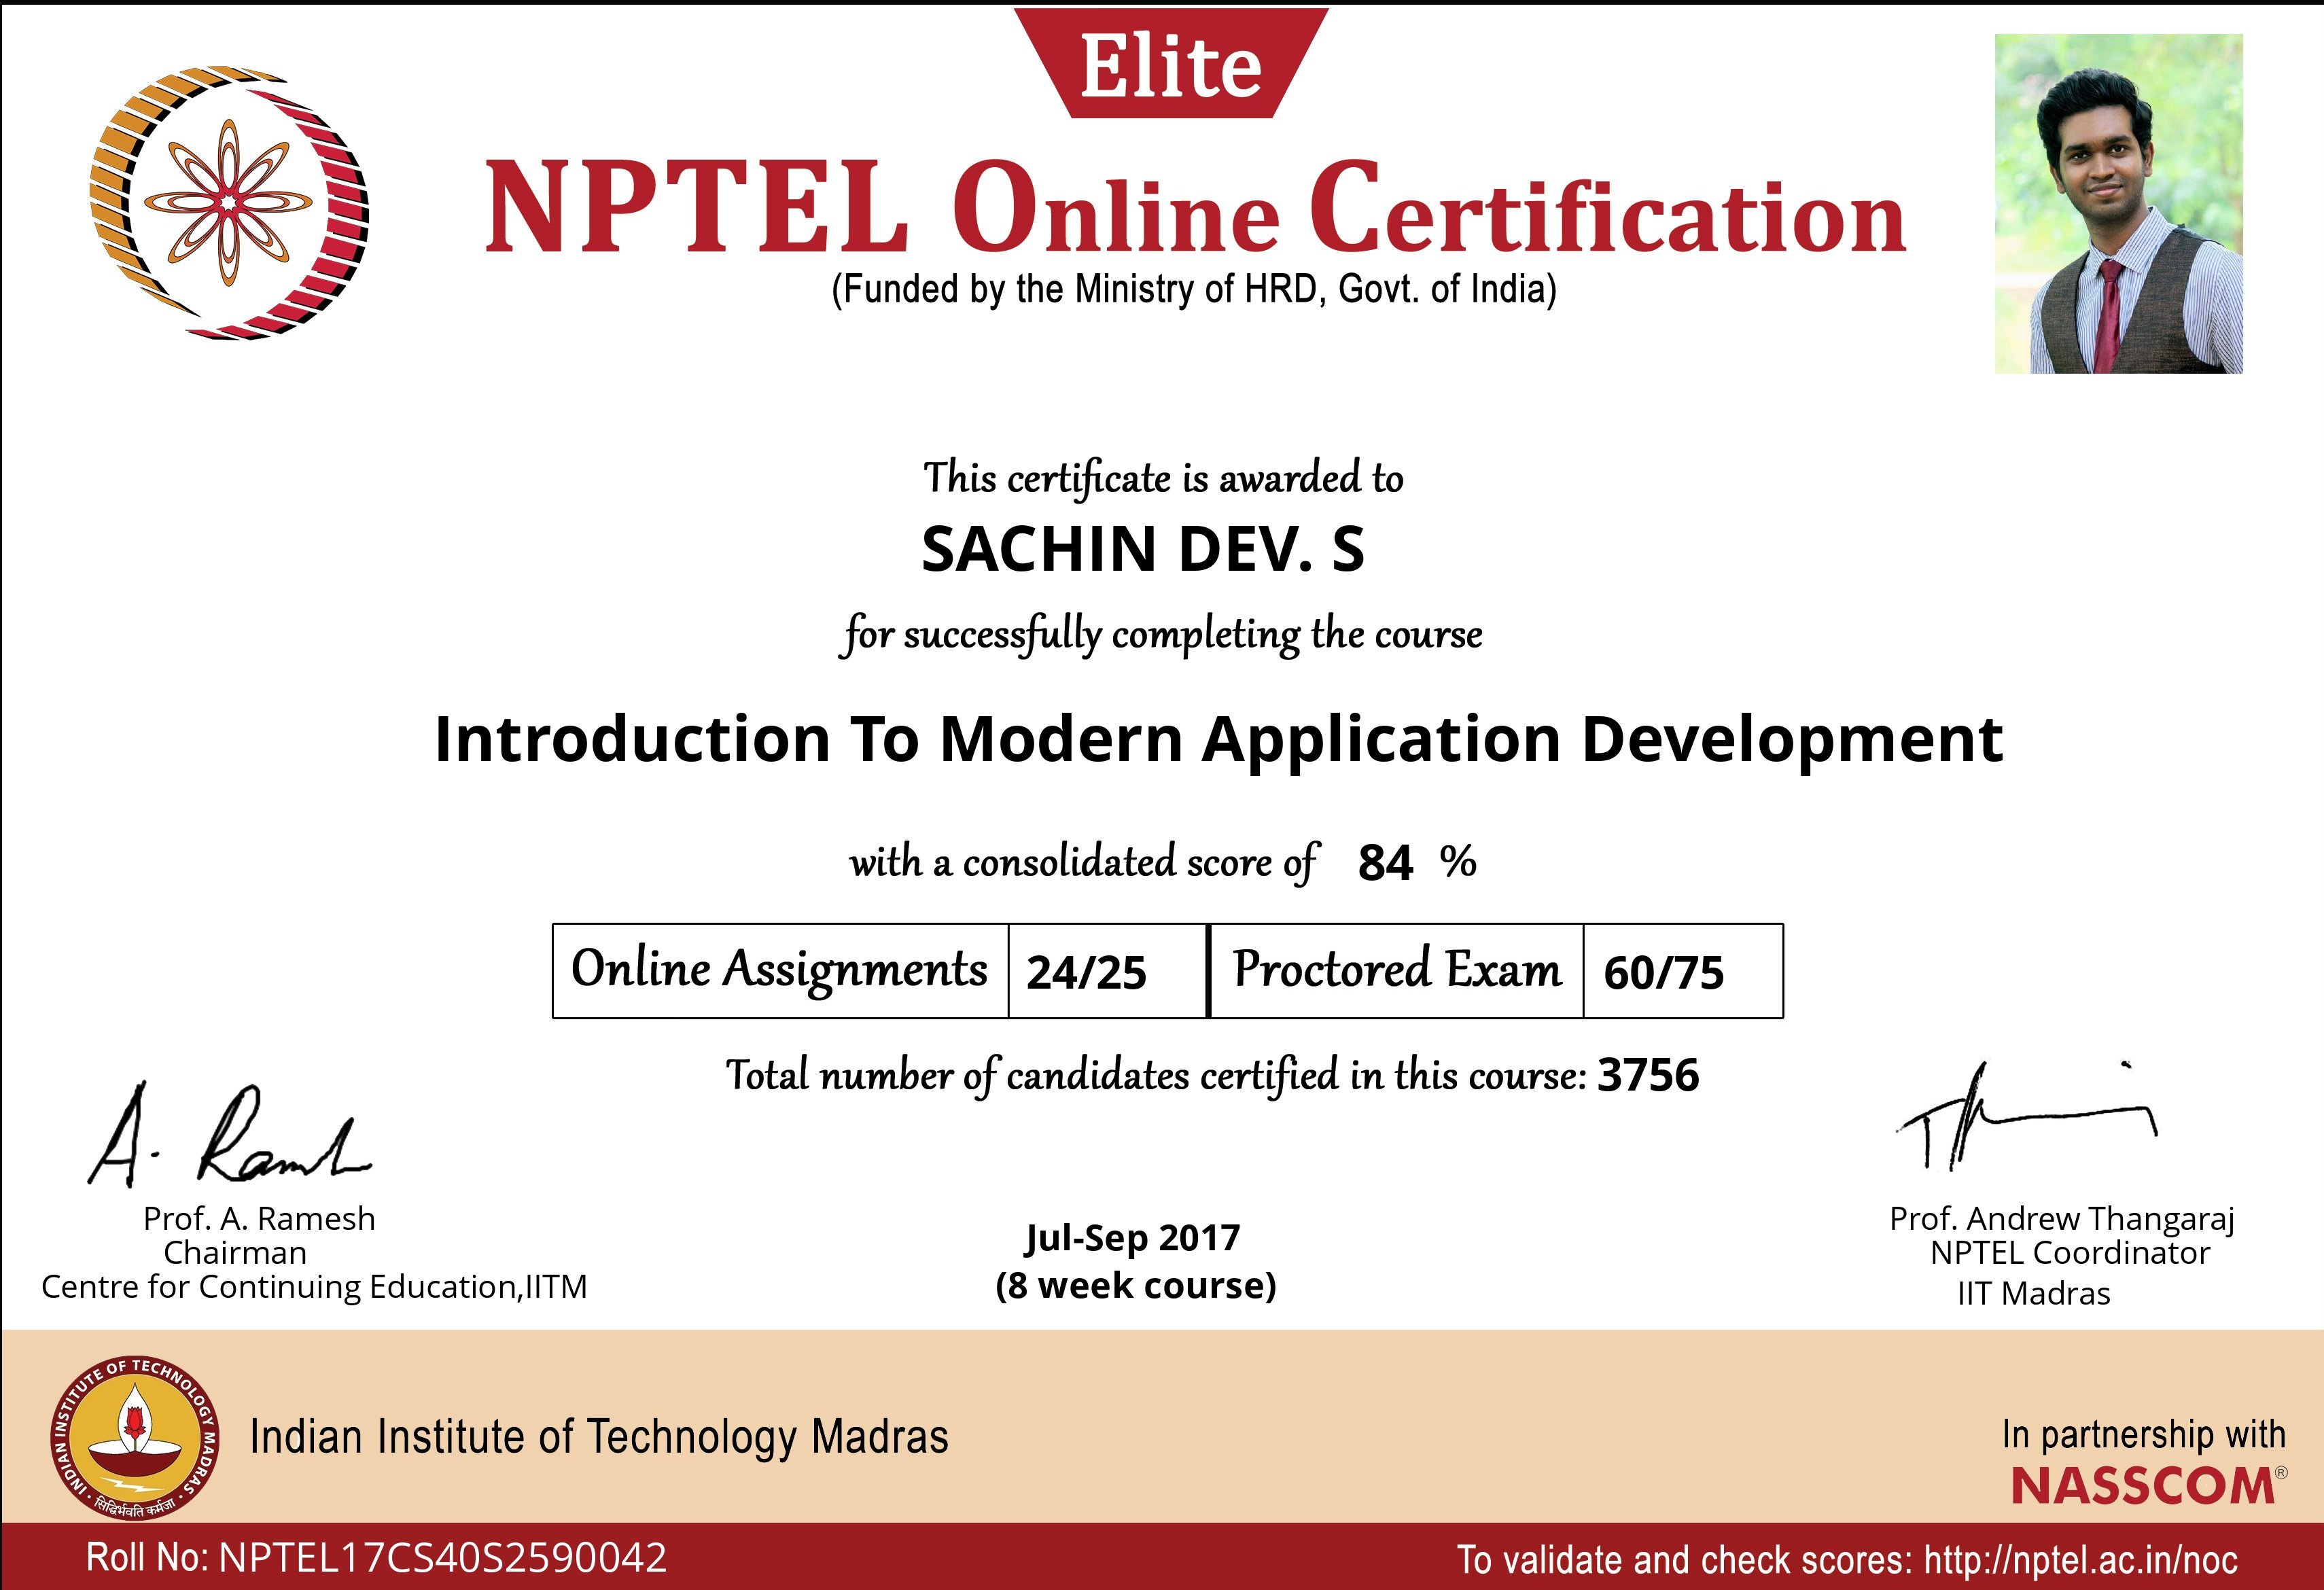 Elite
NPTEL Online Certification
(Funded by the Ministry of HRD, Govt. of India)
This certificate is awarded to
SACHIN DEV. S
for successfully completing the course
Introduction To Modern Application Development
with a consolidated score of 84 %
Online Assignments 24/25 Proctored Exam 60/75
Total number of candidates certified in this course: 3756
A. Ramesh
Prof. A. Ramesh
Chairman
Centre for Continuing Education,IITM
Jul-Sep 2017
(8 week course)
Prof. Andrew Thangaraj
NPTEL Coordinator
IIT Madras
INDIAN INSTITUTE OF TECHNOLOGY MADRAS
सिद्धिर्भवति कर्मजा
Indian Institute of Technology Madras
In partnership with
NASSCOM®
Roll No: NPTEL17CS40S2590042
To validate and check scores: http://nptel.ac.in/noc